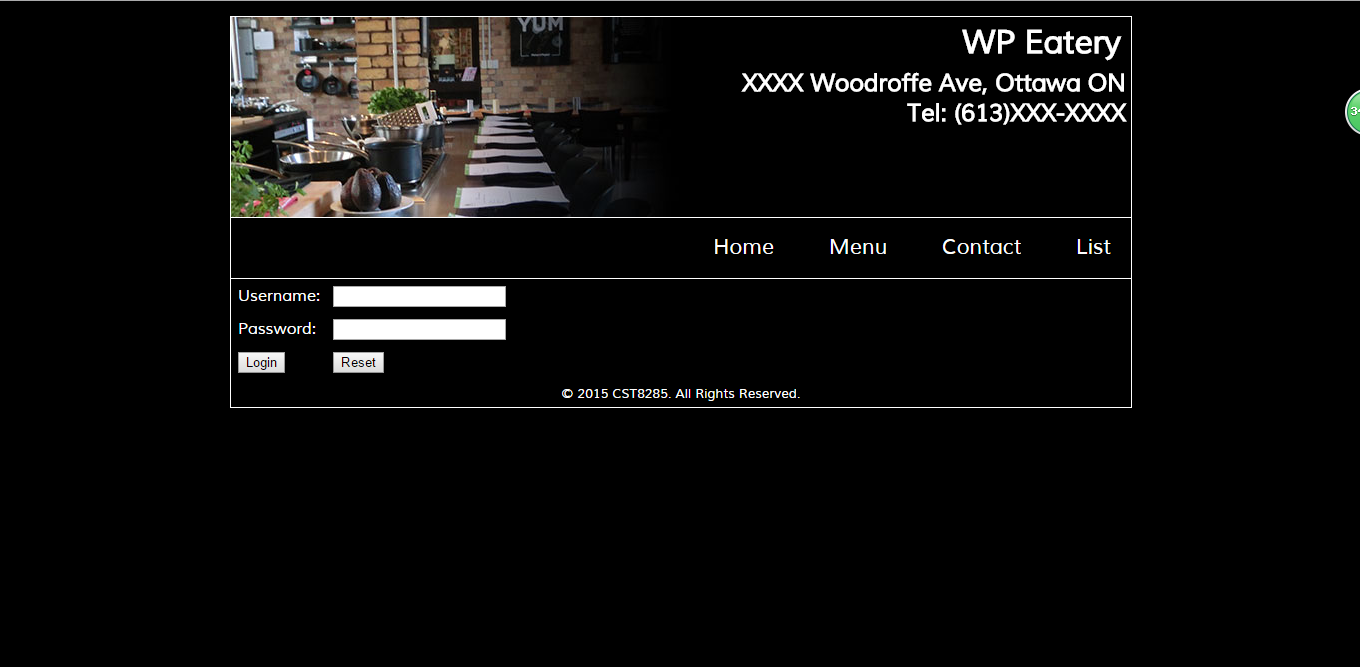 YUM
WP Eatery
XXXX Woodroffe Ave, Ottawa ON
Tel: (613)XXX-XXXX
Home Menu Contact List
Username:
Password:
Login Reset
© 2015 CST8285. All Rights Reserved.